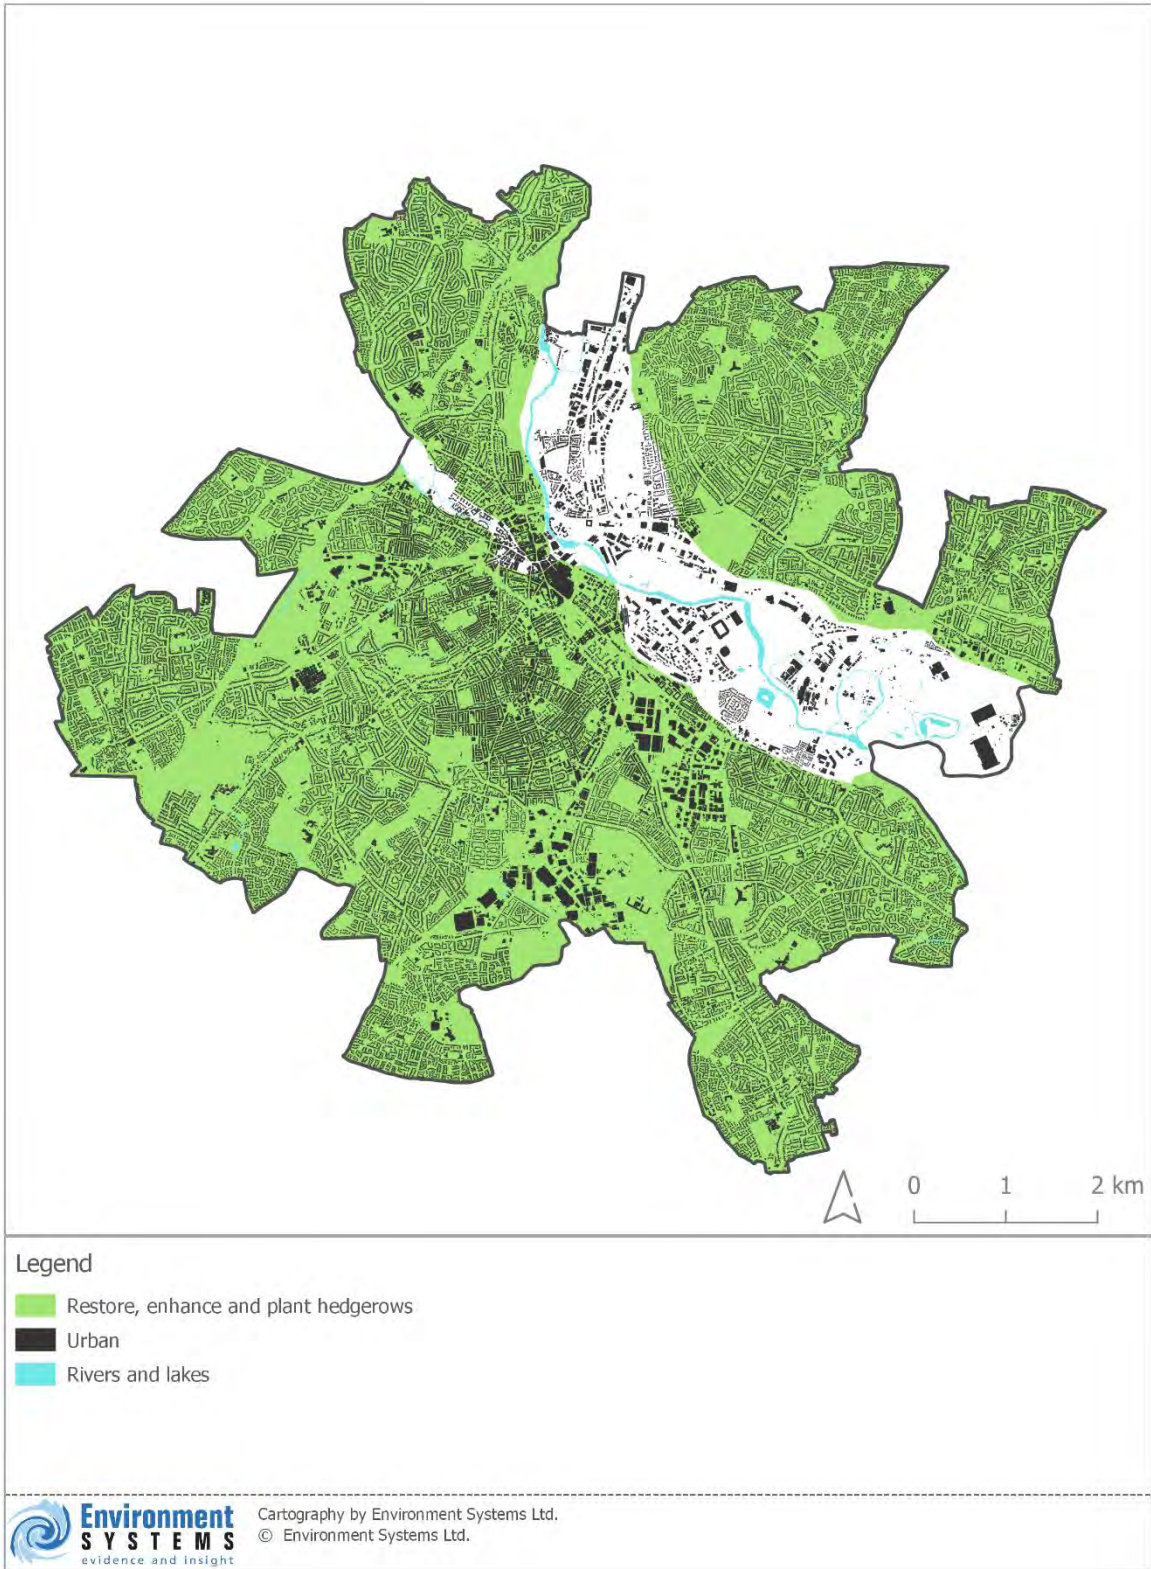 0 1 2 km
Legend
Restore, enhance and plant hedgerows
Urban
Rivers and lakes
Environment
SYSTEMS
evidence and insight
Cartography by Environment Systems Ltd.
© Environment Systems Ltd.